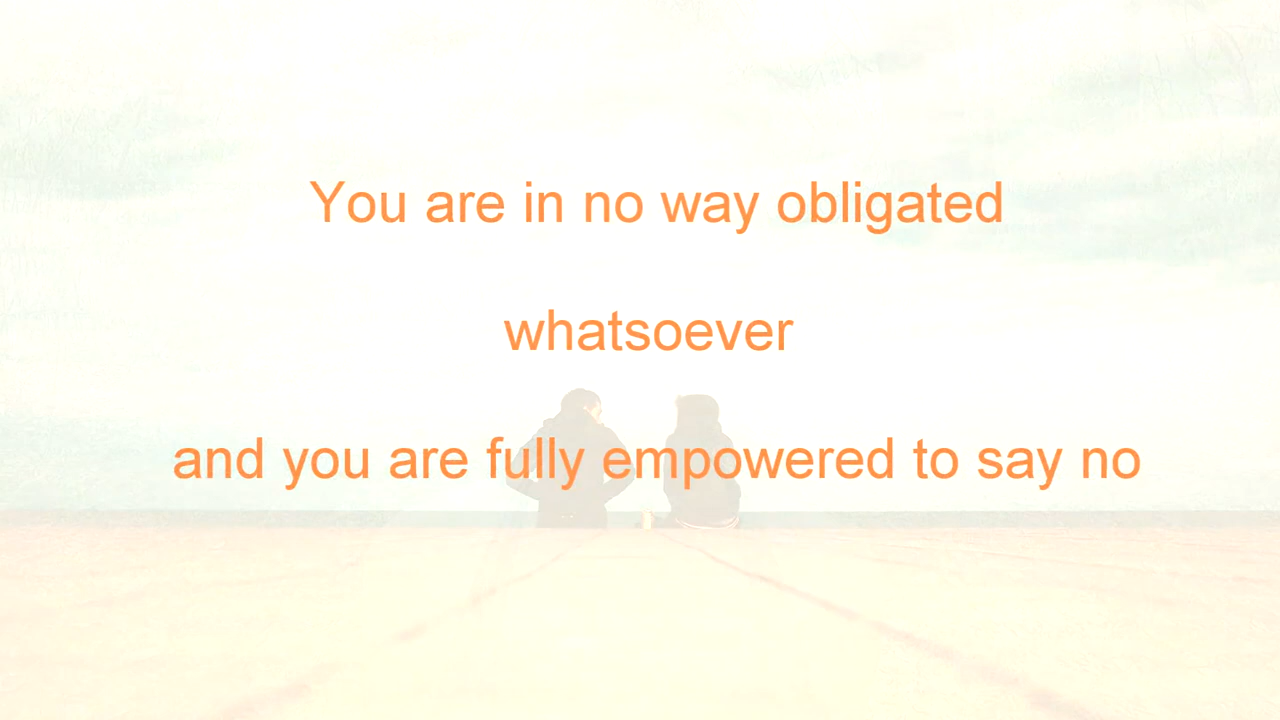 You are in no way obligated
whatsoever
and you are fully empowered to say no